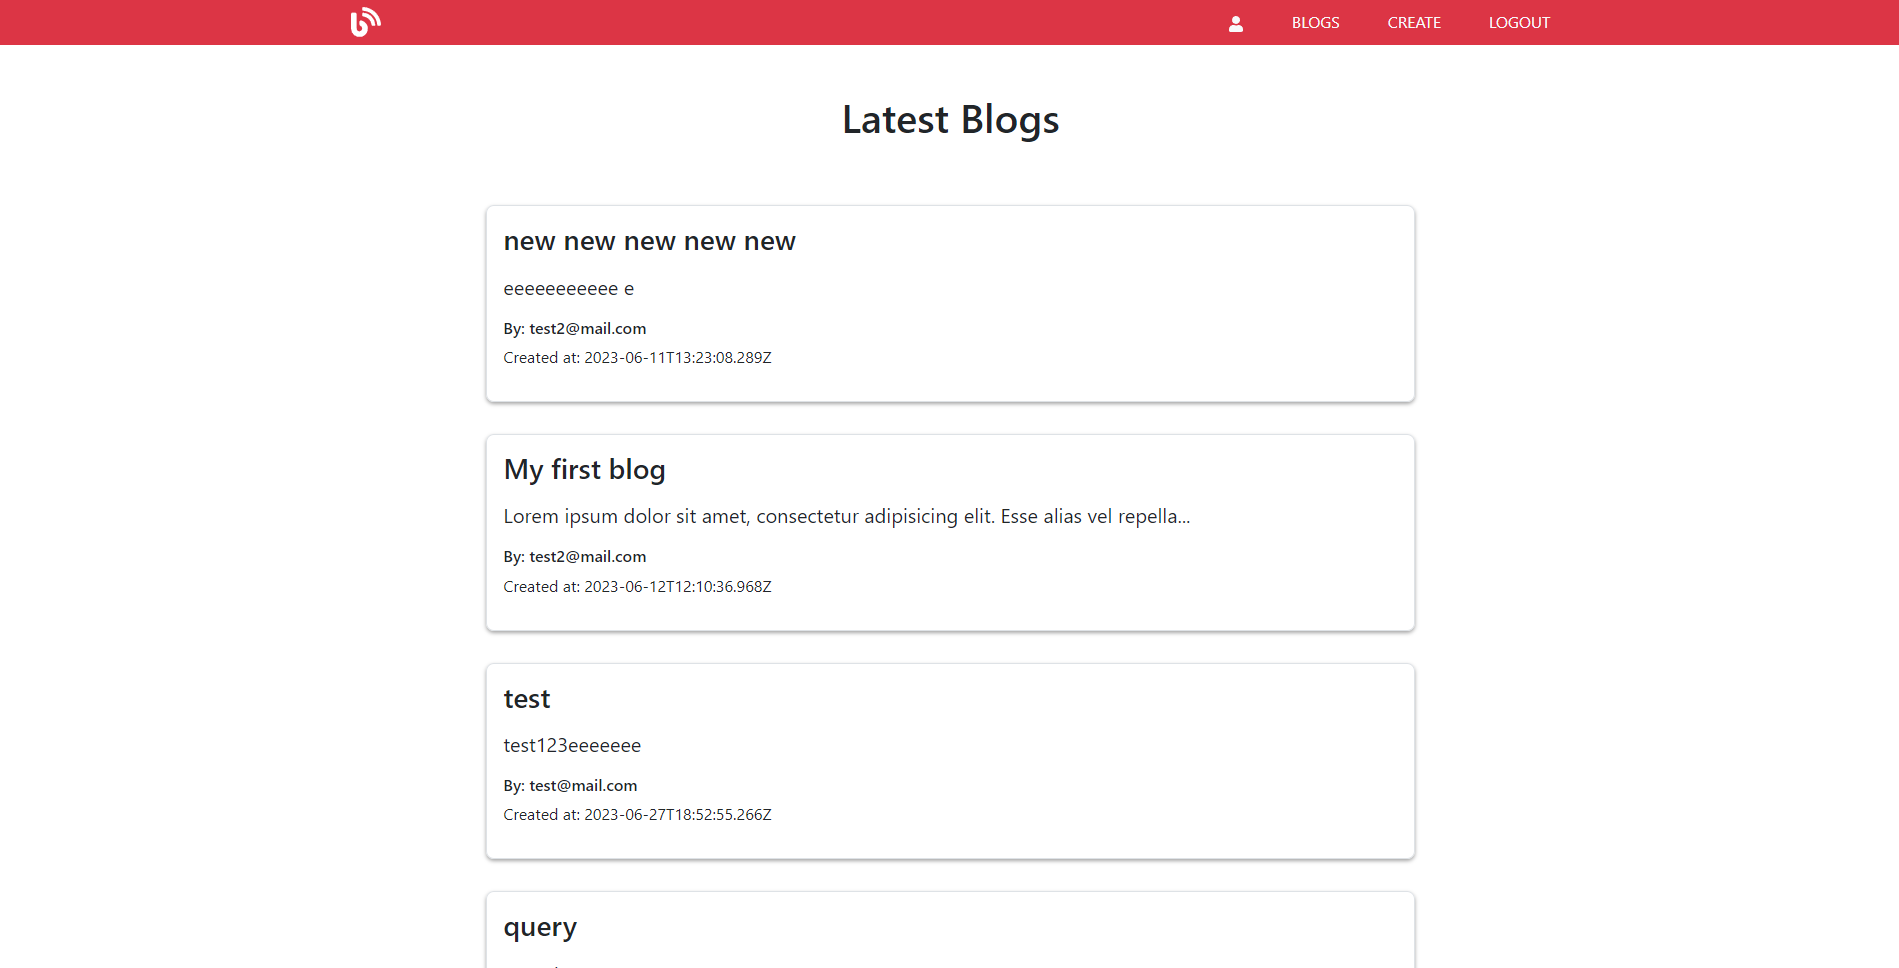 BLOGS CREATE LOGOUT
Latest Blogs
new new new new new
eeeeeeeeeee e
By: test2@mail.com
Created at: 2023-06-11T13:23:08.289Z
My first blog
Lorem ipsum dolor sit amet, consectetur adipisicing elit. Esse alias vel repella...
By: test2@mail.com
Created at: 2023-06-12T12:10:36.968Z
test
test123eeeeeee
By: test@mail.com
Created at: 2023-06-27T18:52:55.266Z
query